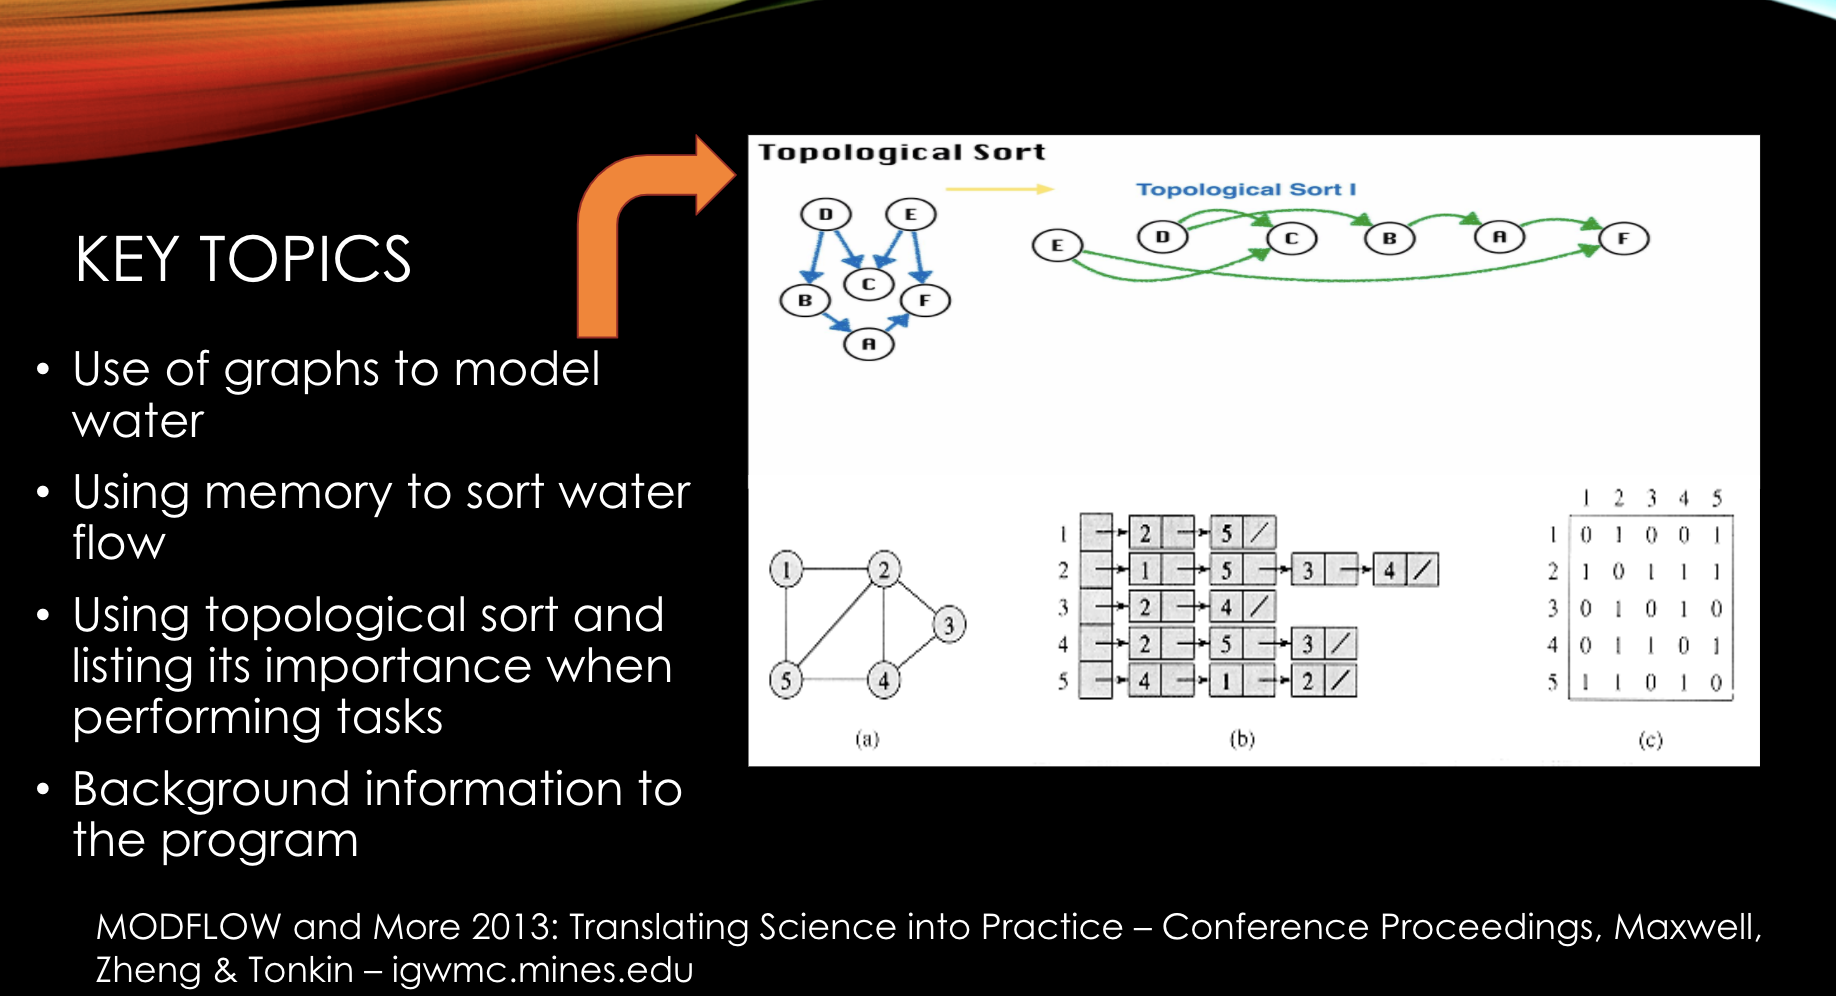 KEY TOPICS
• Use of graphs to model
water
• Using memory to sort water
flow
• Using topological sort and
listing its importance when
performing tasks
• Background information to
the program
Topological Sort
Topological Sort I
D E
B C F
A
E D C B A F
1 2
3
5 4
(a)
1 2 5 /
2 1 5 3 4 /
3 2 4 /
4 2 5 3 /
5 4 1 2 /
(b)
1 2 3 4 5
1 0 1 0 0 1
2 1 0 1 1 1
3 0 1 0 1 0
4 0 1 1 0 1
5 1 1 0 1 0
(c)
MODFLOW and More 2013: Translating Science into Practice – Conference Proceedings, Maxwell,
Zheng & Tonkin – igwmc.mines.edu